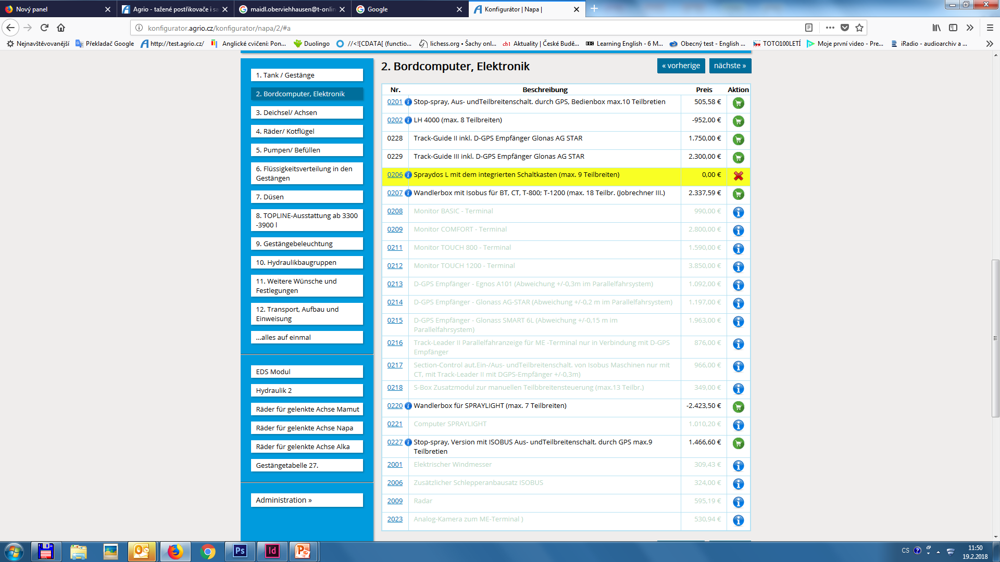 Nový panel
Agrio - tažené postřikovače i sa
maidl.oberviehhausen@t-onlin
Google
Konfigurátor | Napa |
konfigurator.agrio.cz/konfigurator/napa/2/#a
Nejnavštěvovanější
Překladač Google
http://test.agrio.cz/
Anglické cvičení: Pon...
Duolingo
//<![CDATA[ (functio...
lichess.org • Šachy onl...
cb1 Aktuality | České Budě...
BBC Learning English - 6 M...
Obecný test - English ...
TOTO100LETÍ
Moje první video - Pre...
iRadio - audioarchiv a ...
1. Tank / Gestänge
2. Bordcomputer, Elektronik
3. Deichsel/ Achsen
4. Räder/ Kotflügel
5. Pumpen/ Befüllen
6. Flüssigkeitsverteilung in den
Gestängen
7. Düsen
8. TOPLINE-Ausstattung ab 3300
-3900 l
9. Gestängebeleuchtung
10. Hydraulikbaugruppen
11. Weitere Wünsche und
Festlegungen
12. Transport, Aufbau und
Einweisung
...alles auf einmal
EDS Modul
Hydraulik 2
Räder für gelenkte Achse Mamut
Räder für gelenkte Achse Napa
Räder für gelenkte Achse Alka
Gestängetabelle 27.
Administration »
2. Bordcomputer, Elektronik
« vorherige
nächste »
Nr. Beschreibung Preis Aktion
0201 Stop-spray, Aus- undTeilbreitenschalt. durch GPS, Bedienbox max.10 Teilbretien 505,58 €
0202 LH 4000 (max. 8 Teilbreiten) -952,00 €
0228 Track-Guide II inkl. D-GPS Empfänger Glonas AG STAR 1.750,00 €
0229 Track-Guide III inkl. D-GPS Empfänger Glonas AG STAR 2.300,00 €
0206 Spraydos L mit dem integrierten Schaltkasten (max. 9 Teilbreiten) 0,00 €
0207 Wandlerbox mit Isobus für BT, CT, T-800; T-1200 (max. 18 Teilbr. (Jobrechner III.) 2.337,59 €
0208 Monitor BASIC - Terminal 990,00 €
0209 Monitor COMFORT - Terminal 2.800,00 €
0211 Monitor TOUCH 800 - Terminal 1.590,00 €
0212 Monitor TOUCH 1200 - Terminal 3.850,00 €
0213 D-GPS Empfänger - Egnos A101 (Abweichung +/-0,3m im Parallelfahrsystem) 1.092,00 €
0214 D-GPS Empfänger - Glonass AG-STAR (Abweichung +/-0,2 m im Parallelfahrsystem) 1.197,00 €
0215 D-GPS Empfänger - Glonass SMART 6L (Abweichung +/-0,15 m im 1.963,00 €
Parallelfahrsystem)
0216 Track-Leader II Parallelfahranzeige für ME -Terminal nur in Verbindung mit D-GPS 876,00 €
Empfänger
0217 Section-Control aut.Ein-/Aus- undTeilbreitenschalt. von Isobus Maschinen nur mit 966,00 €
CT, mit Track-Leader II mit DGPS-Empfänger +/-0,3m)
0218 S-Box Zusatzmodul zur manuellen Teilbbreitensteuerung (max.13 Teilbr.) 349,00 €
0220 Wandlerbox für SPRAYLIGHT (max. 7 Teilbreiten) -2.423,50 €
0221 Computer SPRAYLIGHT 1.010,20 €
0227 Stop-spray, Version mit ISOBUS Aus- undTeilbreitenschalt. durch GPS max.9 1.466,60 €
Teilbretien
2001 Elektrischer Windmesser 309,43 €
2006 Zusätzlicher Schlepperanbausatz ISOBUS 324,00 €
2009 Radar 595,19 €
2023 Analog-Kamera zum ME-Terminal ) 530,94 €
Ps
Id
CS
11:50
19.2.2018